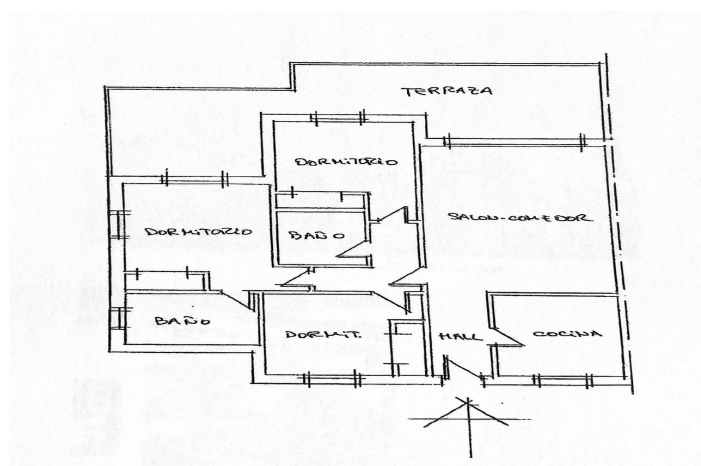 TERRAZA
DORMITORIO
SALON-COMEDOR
DORMITORIO
BAÑO
BAÑO
DORMIT.
HALL
COCINA